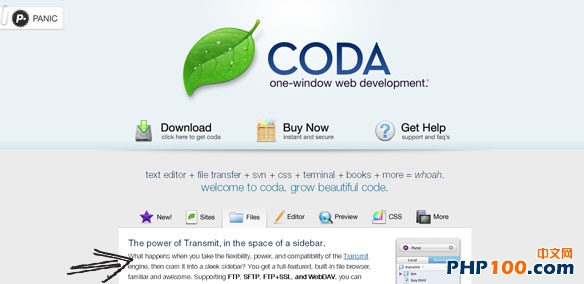 PANIC
CODA
one-window web development.
Download
click here to get coda
Buy Now
instant and secure
Get Help
support and faq's
text editor + file transfer + svn + css + terminal + books + more = whoah.
welcome to coda. grow beautiful code.
New!
Sites
Files
Editor
Preview
CSS
More
The power of Transmit, in the space of a sidebar.
What happens when you take the flexibility, power, and compatibility of the Transmit
engine, then cram it into a sleek sidebar? You get a full-featured, built-in file browser,
familiar and awesome. Supporting FTP, SFTP, FTP+SSL, and WebDAV, you can
Panic
Local
transmite
bin
buy.html
PHP100.com
中文网